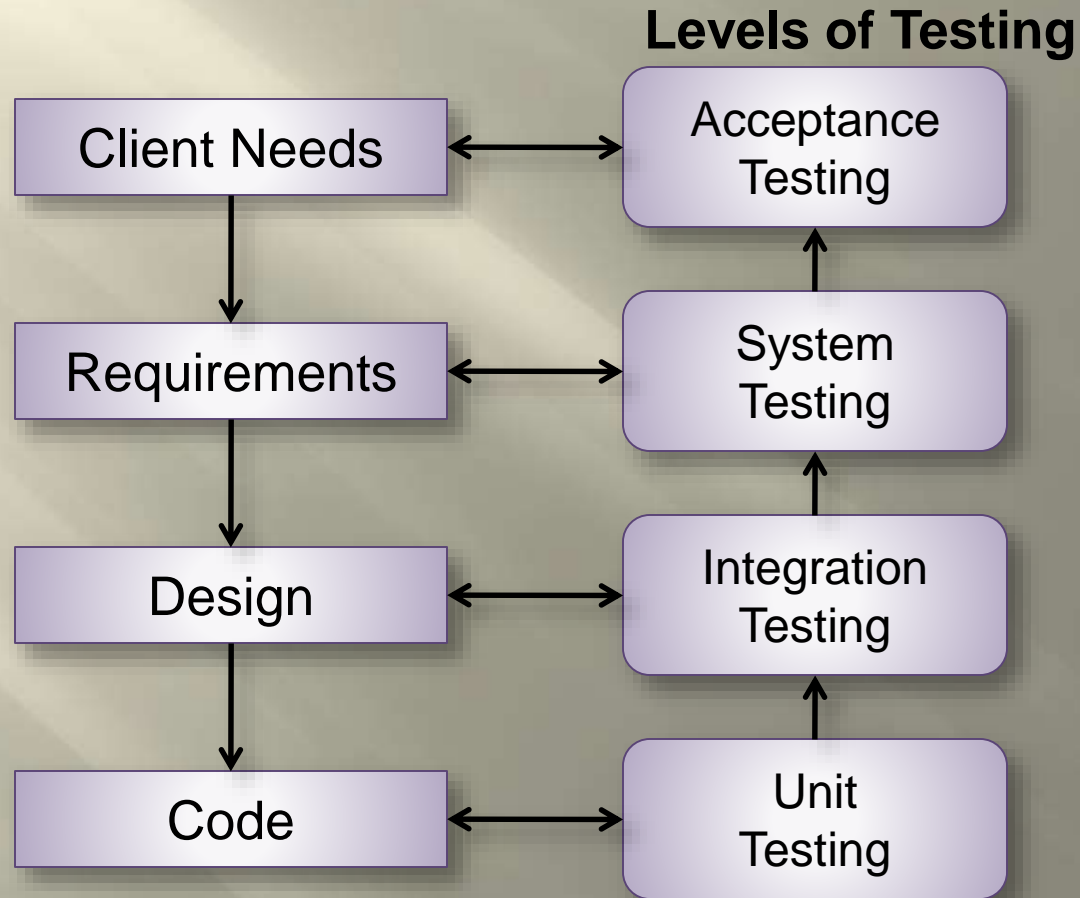 Levels of Testing
Client Needs
Acceptance
Testing
Requirements
System
Testing
Design
Integration
Testing
Code
Unit
Testing